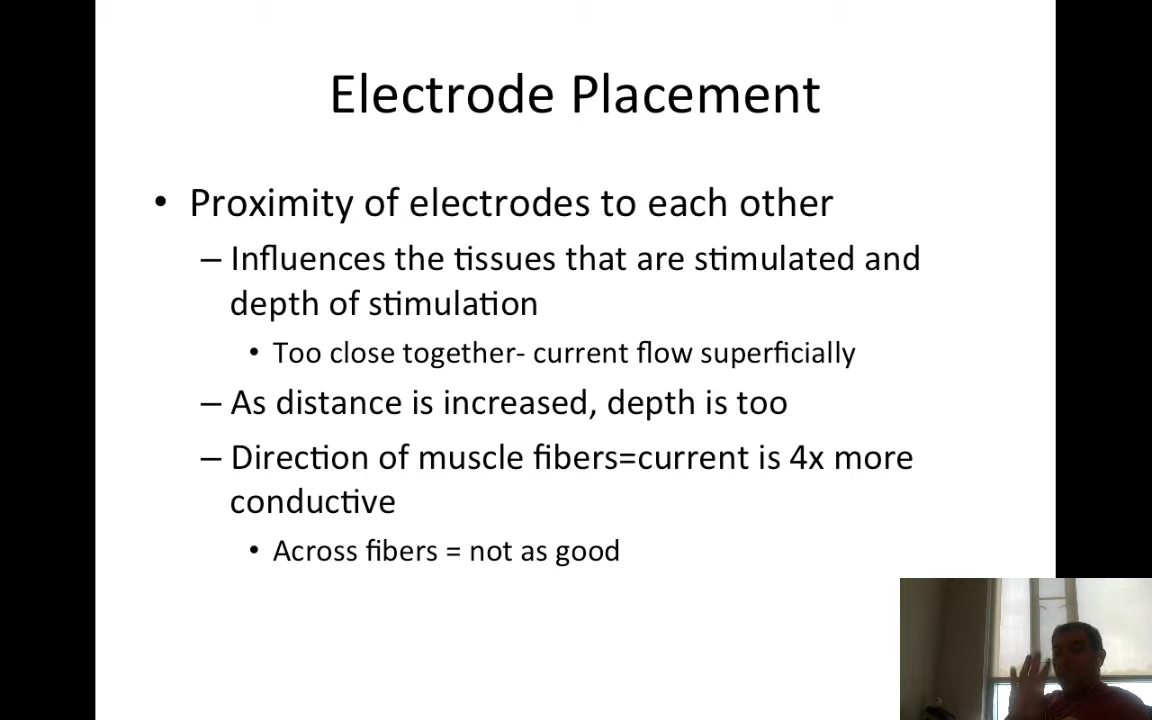 Electrode Placement
• Proximity of electrodes to each other
– Influences the tissues that are stimulated and
depth of stimulation
• Too close together- current flow superficially
– As distance is increased, depth is too
– Direction of muscle fibers=current is 4x more
conductive
• Across fibers = not as good